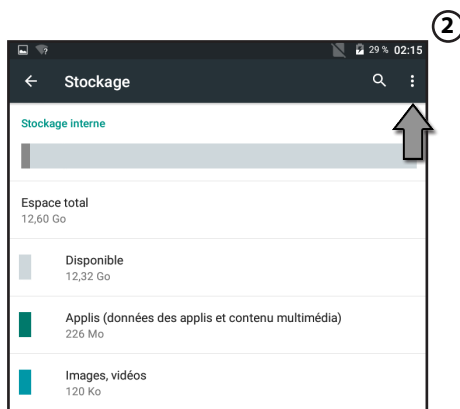 ②
29 % 02:15
Stockage
Stockage interne
Espace total
12,60 Go
Disponible
12,32 Go
Applis (données des applis et contenu multimédia)
226 Mo
Images, vidéos
120 Ko